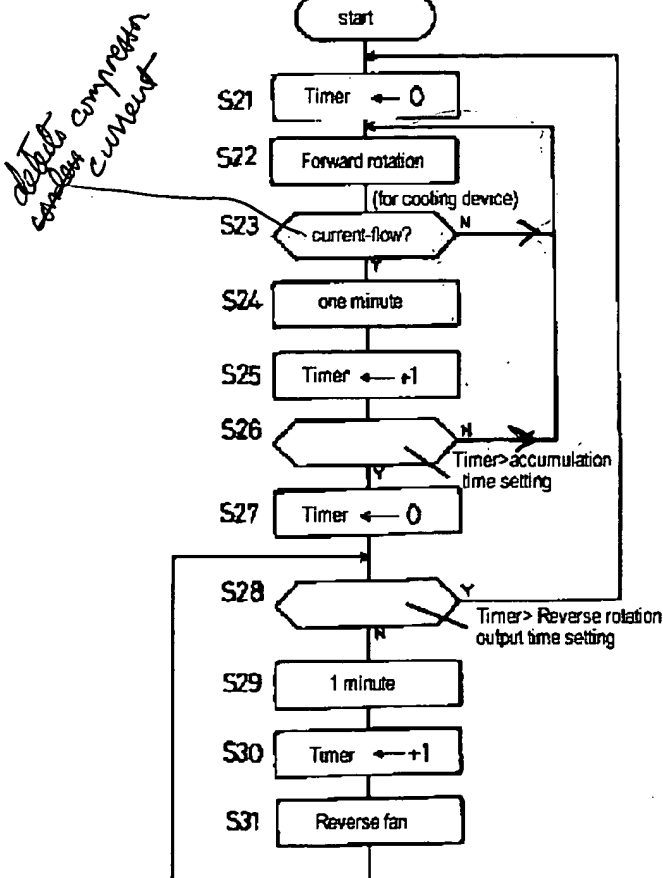 start
detects compressor
current
S21 Timer ← 0
S22 Forward rotation
(for cooling device)
S23 current-flow? N
Y
S24 one minute
S25 Timer ← +1
S26 N
Timer>accumulation
time setting
Y
S27 Timer ← 0
S28 Y
Timer> Reverse rotation
output time setting
N
S29 1 minute
S30 Timer ← +1
S31 Reverse fan